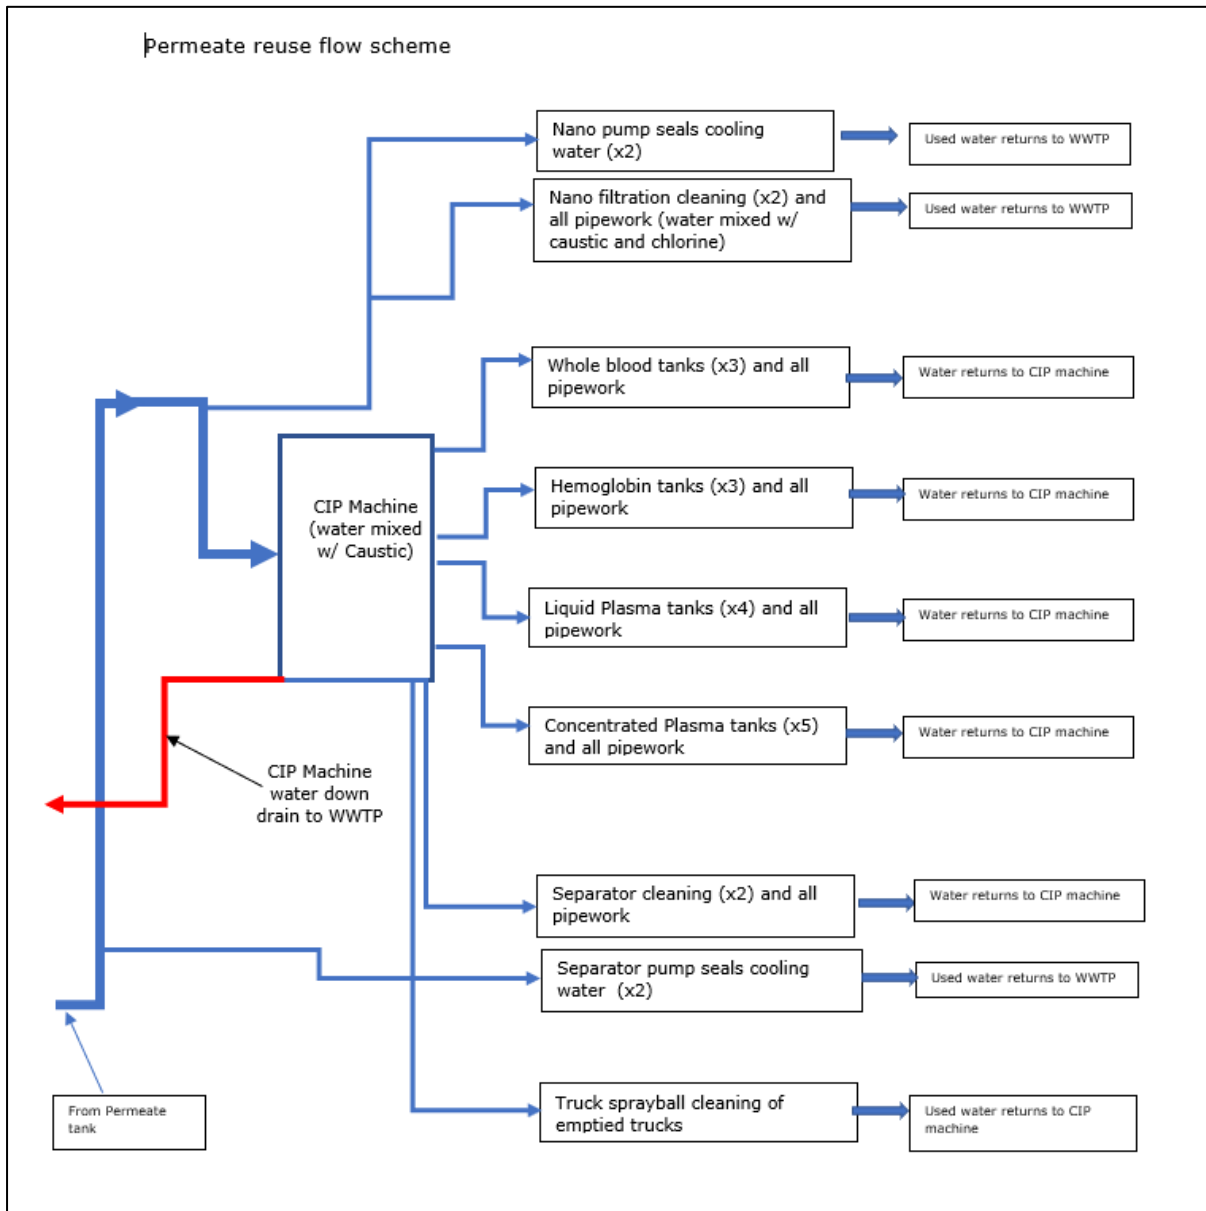 Permeate reuse flow scheme
Nano pump seals cooling
water (x2)
Used water returns to WWTP
Nano filtration cleaning (x2) and
all pipework (water mixed w/
caustic and chlorine)
Used water returns to WWTP
Whole blood tanks (x3) and all
pipework
Water returns to CIP machine
CIP Machine
(water mixed
w/ Caustic)
Hemoglobin tanks (x3) and all
pipework
Water returns to CIP machine
Liquid Plasma tanks (x4) and all
pipework
Water returns to CIP machine
Concentrated Plasma tanks (x5)
and all pipework
Water returns to CIP machine
CIP Machine
water down
drain to WWTP
Separator cleaning (x2) and all
pipework
Water returns to CIP machine
Separator pump seals cooling
water (x2)
Used water returns to WWTP
From Permeate
tank
Truck sprayball cleaning of
emptied trucks
Used water returns to CIP
machine